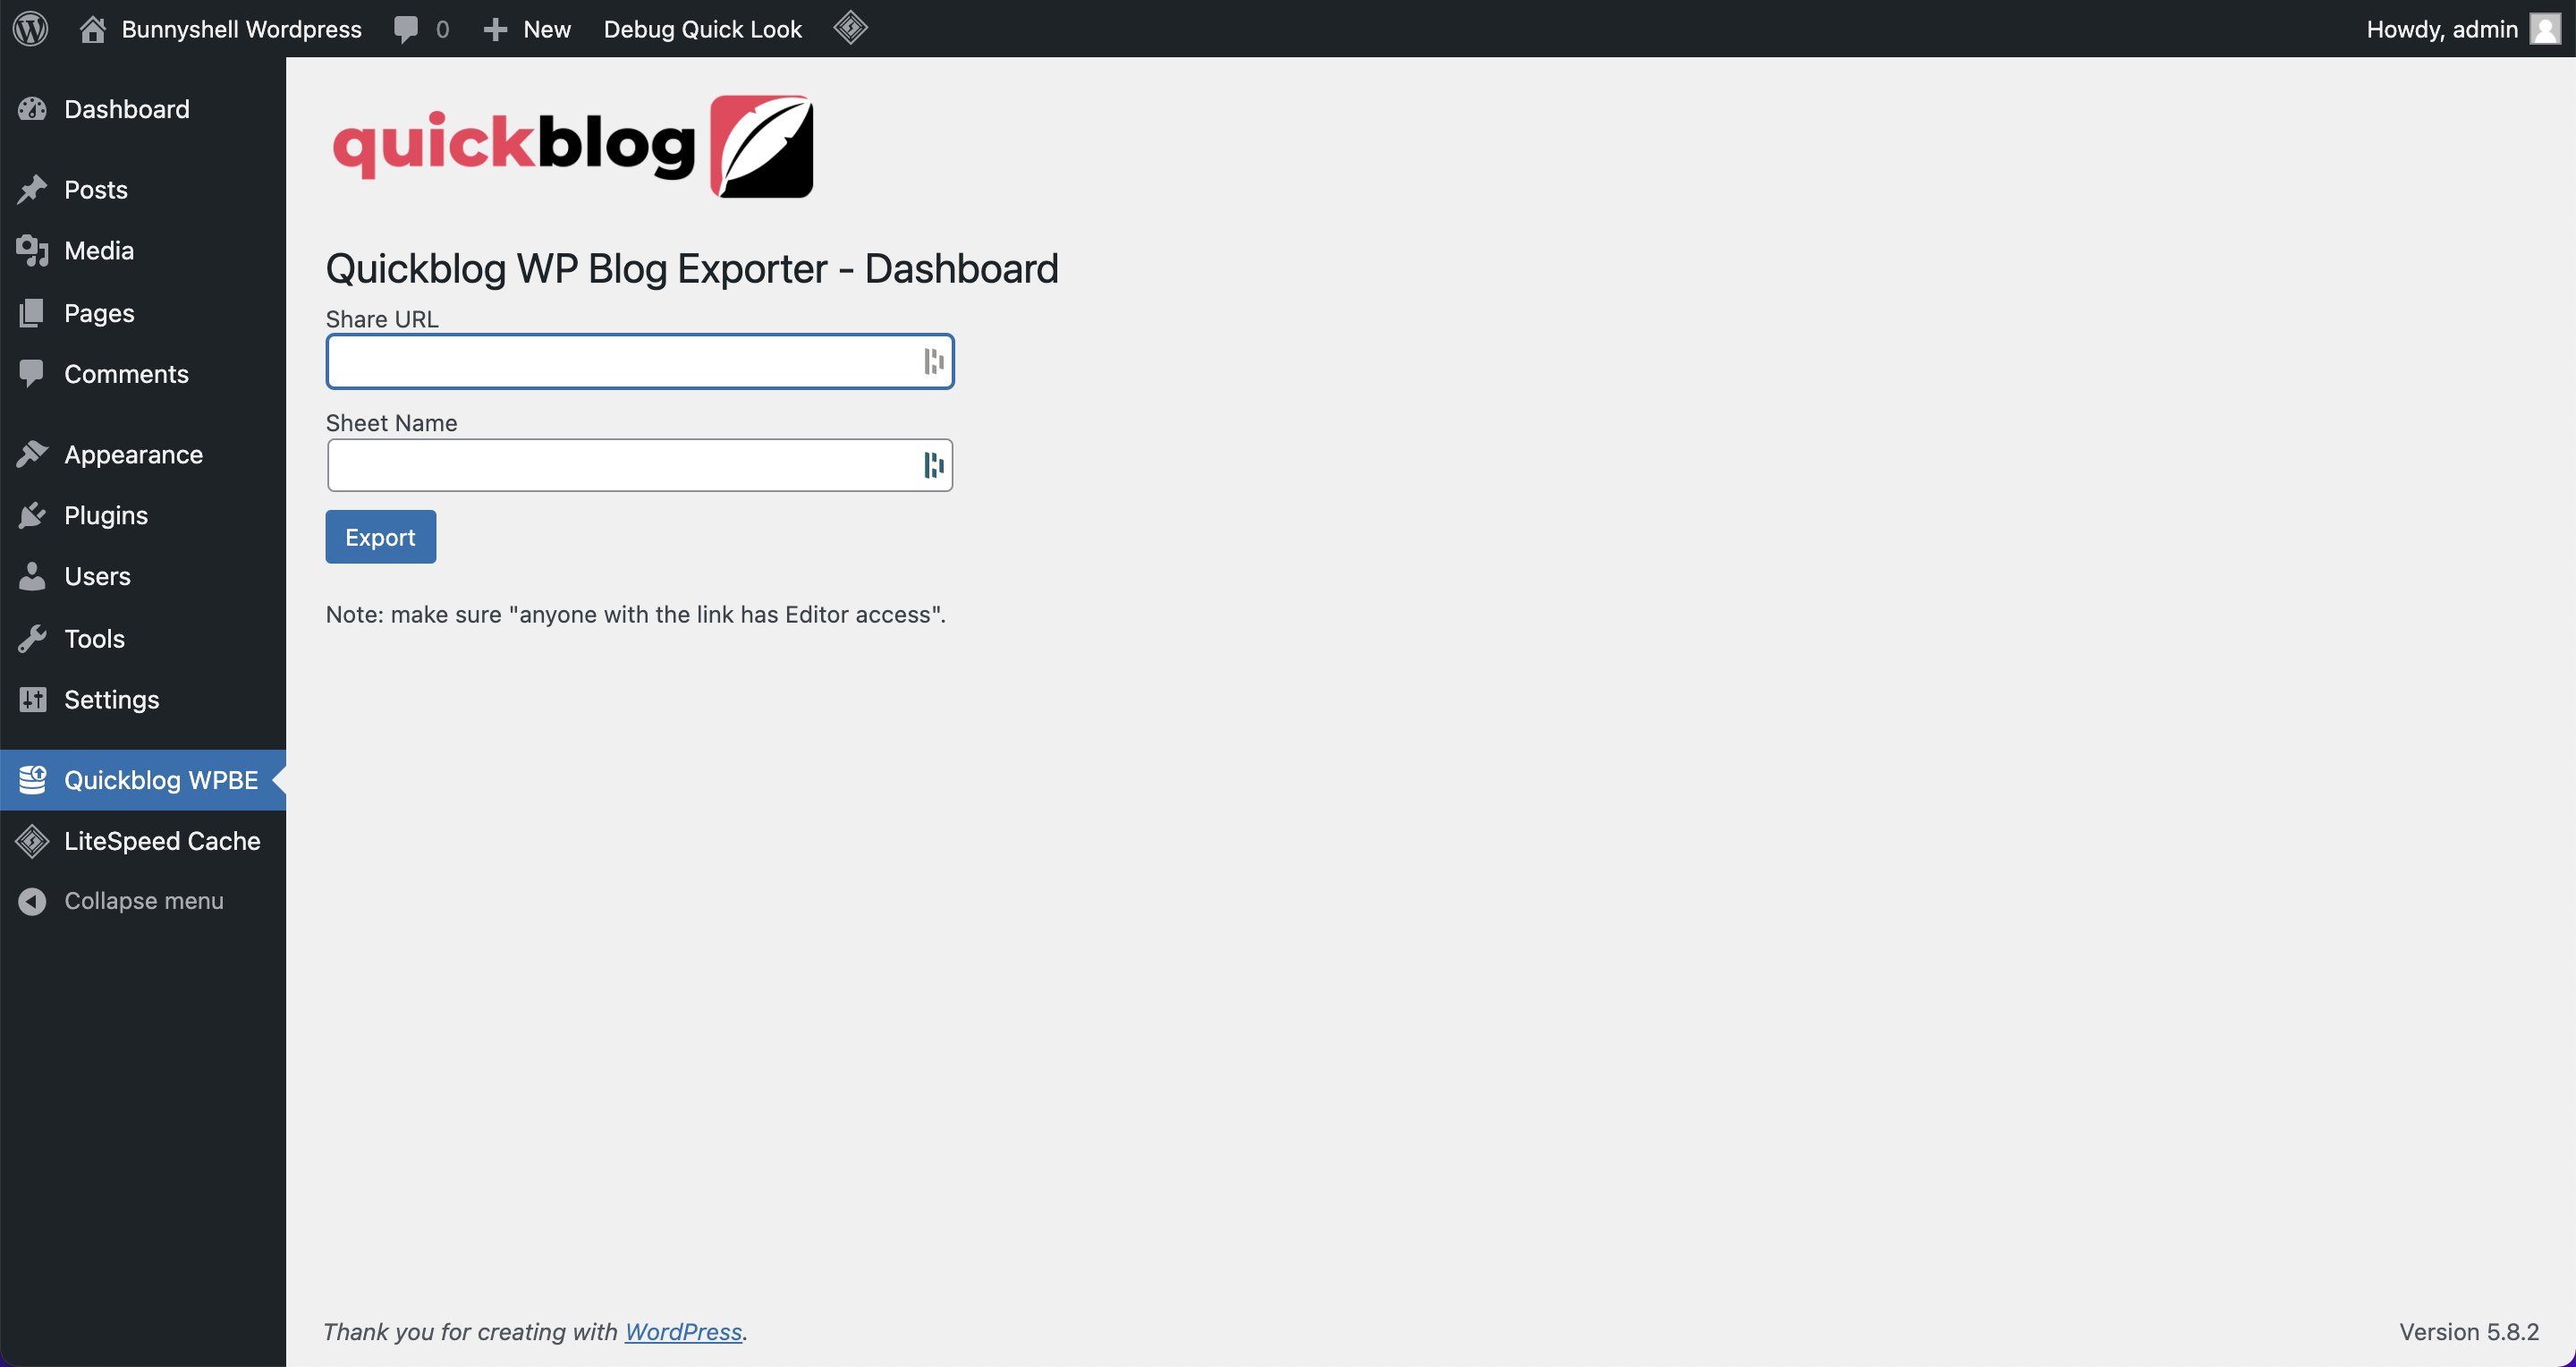 Bunnyshell Wordpress 0 New Debug Quick Look Howdy, admin
Dashboard
Posts
Media
Pages
Comments
Appearance
Plugins
Users
Tools
Settings
Quickblog WPBE
LiteSpeed Cache
Collapse menu
quickblog
Quickblog WP Blog Exporter - Dashboard
Share URL
Sheet Name
Export
Note: make sure "anyone with the link has Editor access".
Thank you for creating with WordPress.
Version 5.8.2